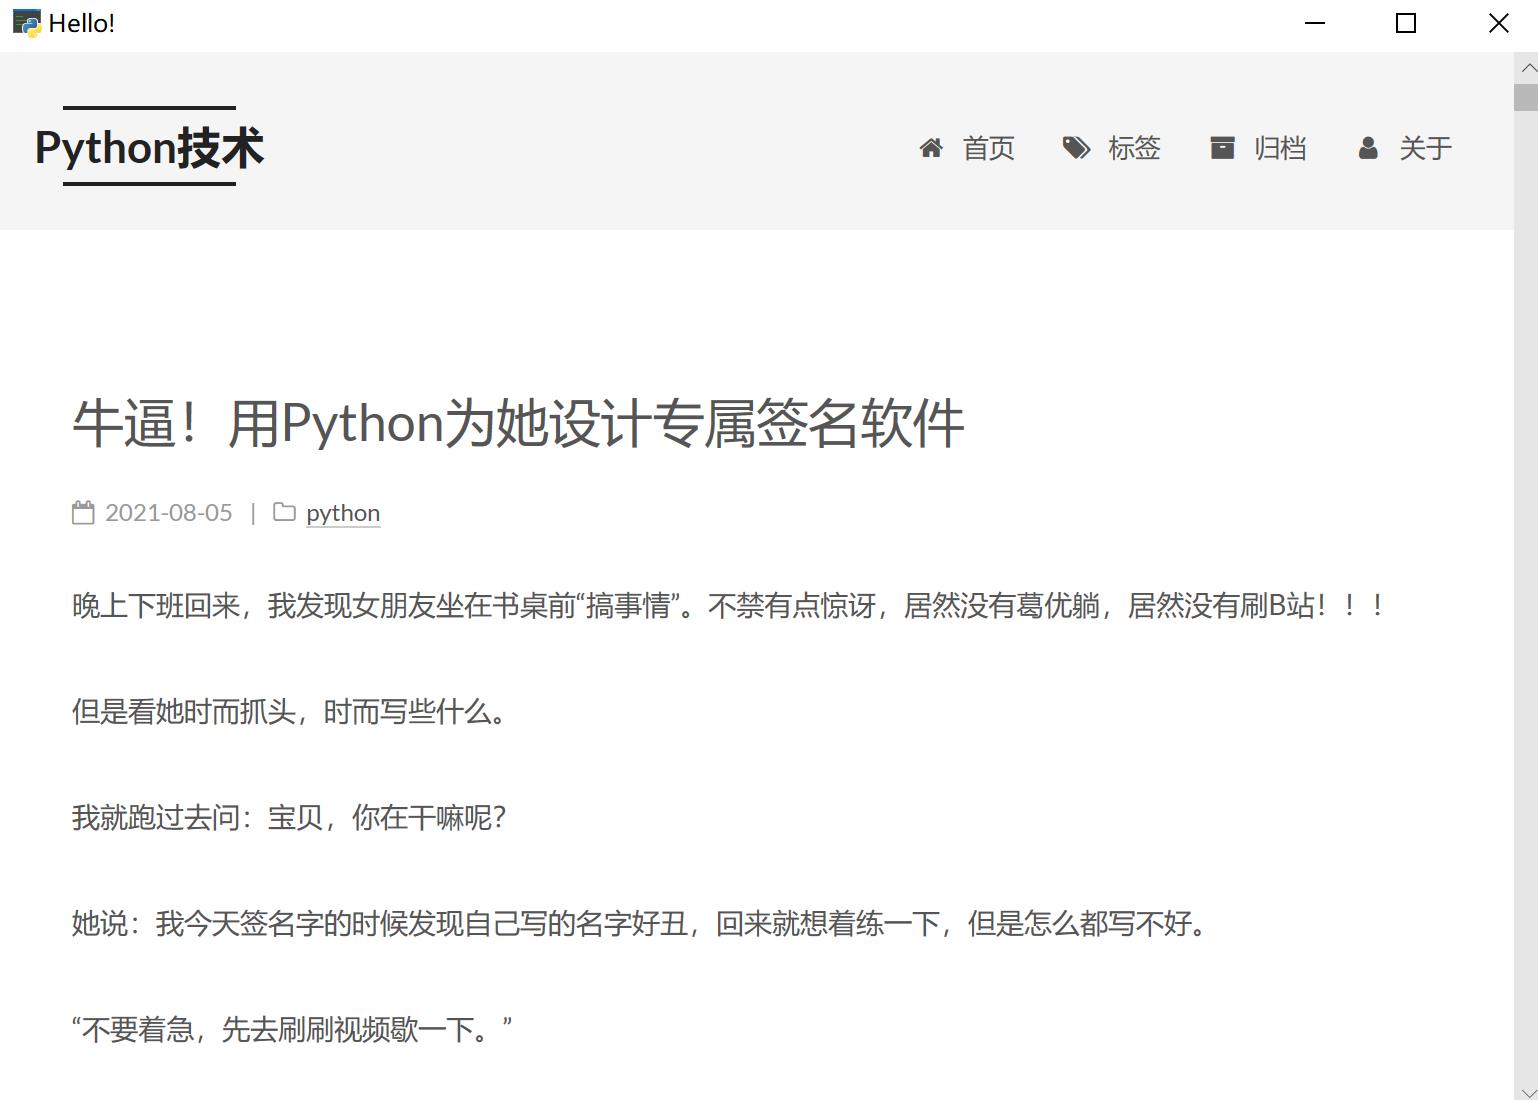 Hello!
Python技术
首页 标签 归档 关于
牛逼！用Python为她设计专属签名软件
2021-08-05 | python
晚上下班回来，我发现女朋友坐在书桌前“搞事情”。不禁有点惊讶，居然没有葛优躺，居然没有刷B站！！！
但是看她时而抓头，时而写些什么。
我就跑过去问：宝贝，你在干嘛呢？
她说：我今天签名字的时候发现自己写的名字好丑，回来就想着练一下，但是怎么都写不好。
“不要着急，先去刷刷视频歇一下。”